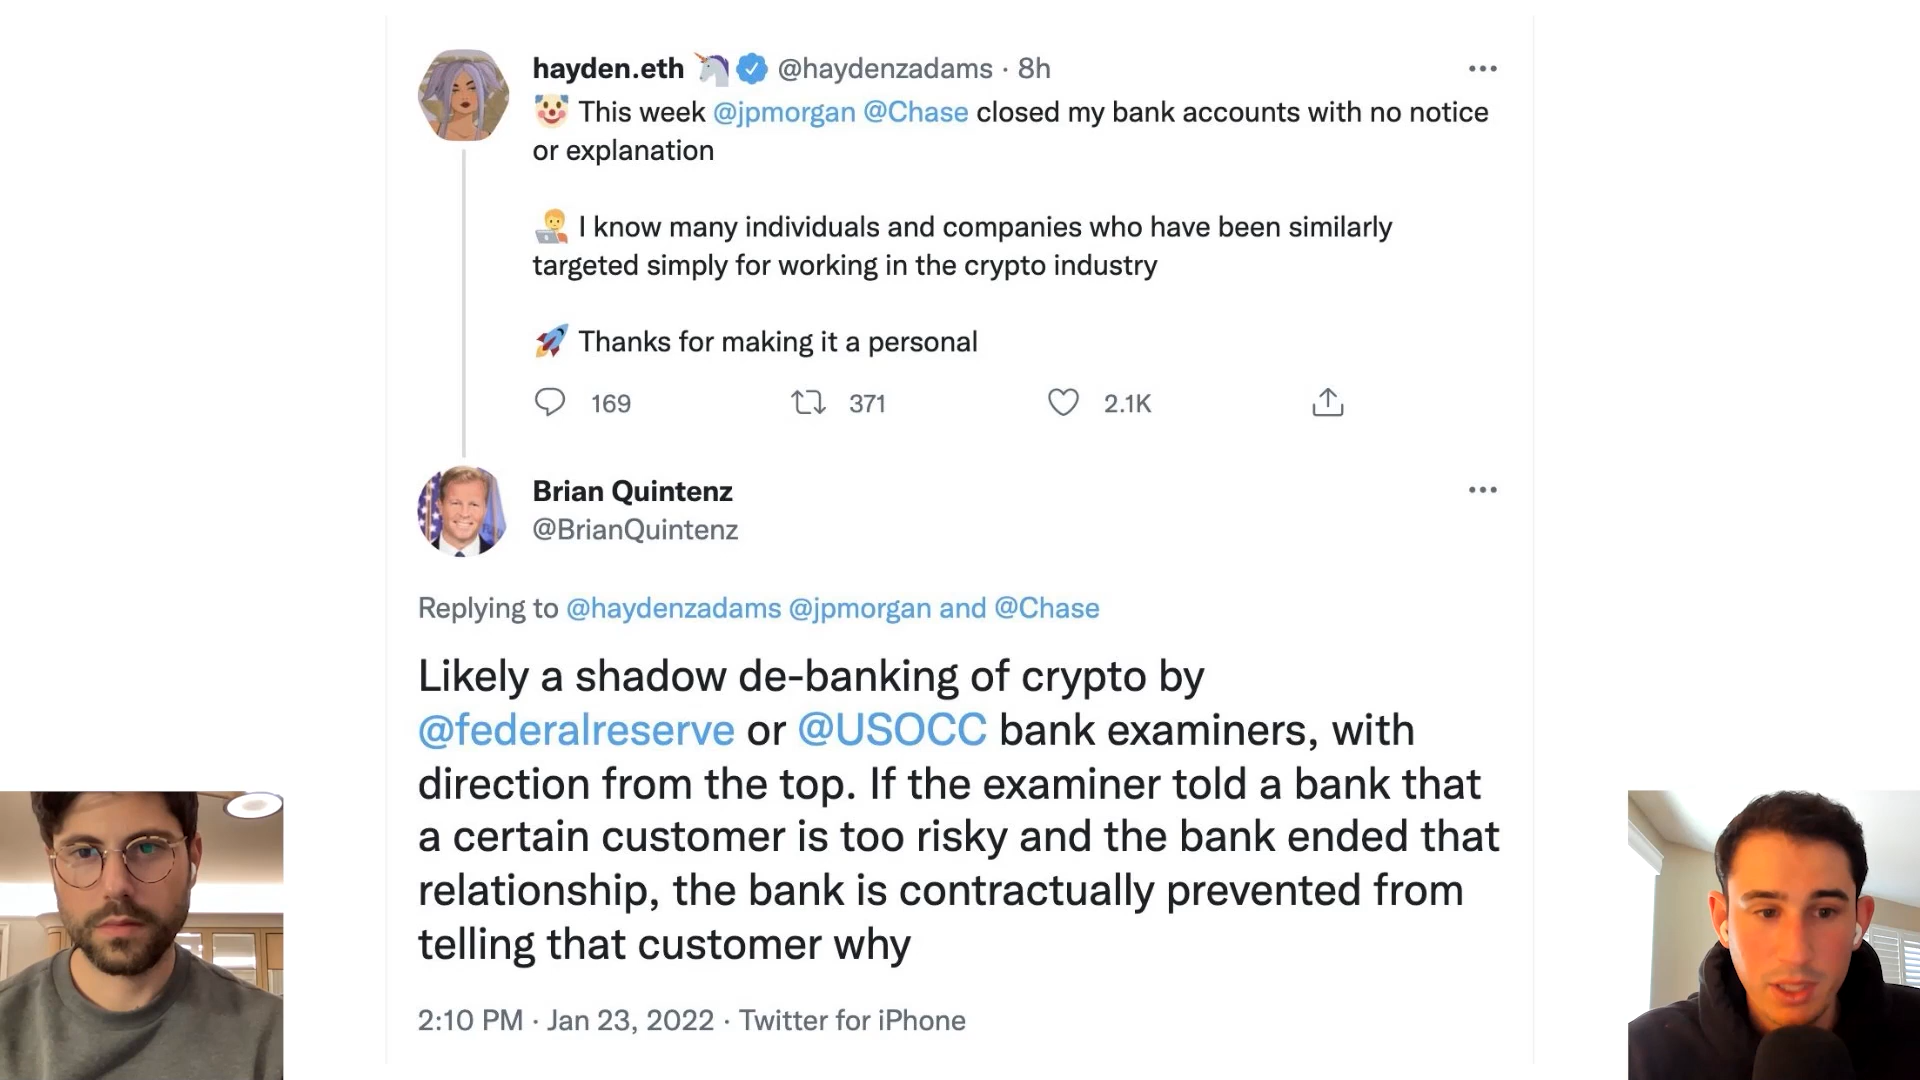 hayden.eth 🦄 @haydenzadams · 8h
🤡 This week @jpmorgan @Chase closed my bank accounts with no notice
or explanation
🧑‍💻 I know many individuals and companies who have been similarly
targeted simply for working in the crypto industry
🚀 Thanks for making it a personal
169 371 2.1K
Brian Quintenz
@BrianQuintenz
Replying to @haydenzadams @jpmorgan and @Chase
Likely a shadow de-banking of crypto by
@federalreserve or @USOCC bank examiners, with
direction from the top. If the examiner told a bank that
a certain customer is too risky and the bank ended that
relationship, the bank is contractually prevented from
telling that customer why
2:10 PM · Jan 23, 2022 · Twitter for iPhone